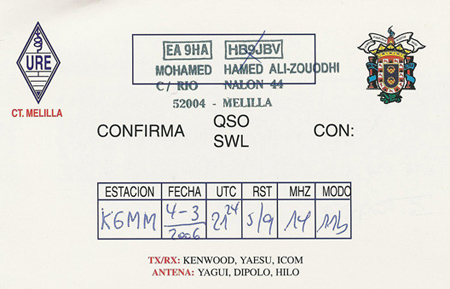 URE
CT. MELILLA
EA 9HA HB9JBV
MOHAMED HAMED ALI-ZOUODHI
C/ RIO NALON 44
52004 - MELILLA
CONFIRMA QSO CON:
SWL
ESTACION FECHA UTC RST MHZ MODO
K6MM 4-3 2006 21 24 5/9 14
TX/RX: KENWOOD, YAESU, ICOM
ANTENA: YAGUI, DIPOLO, HILO